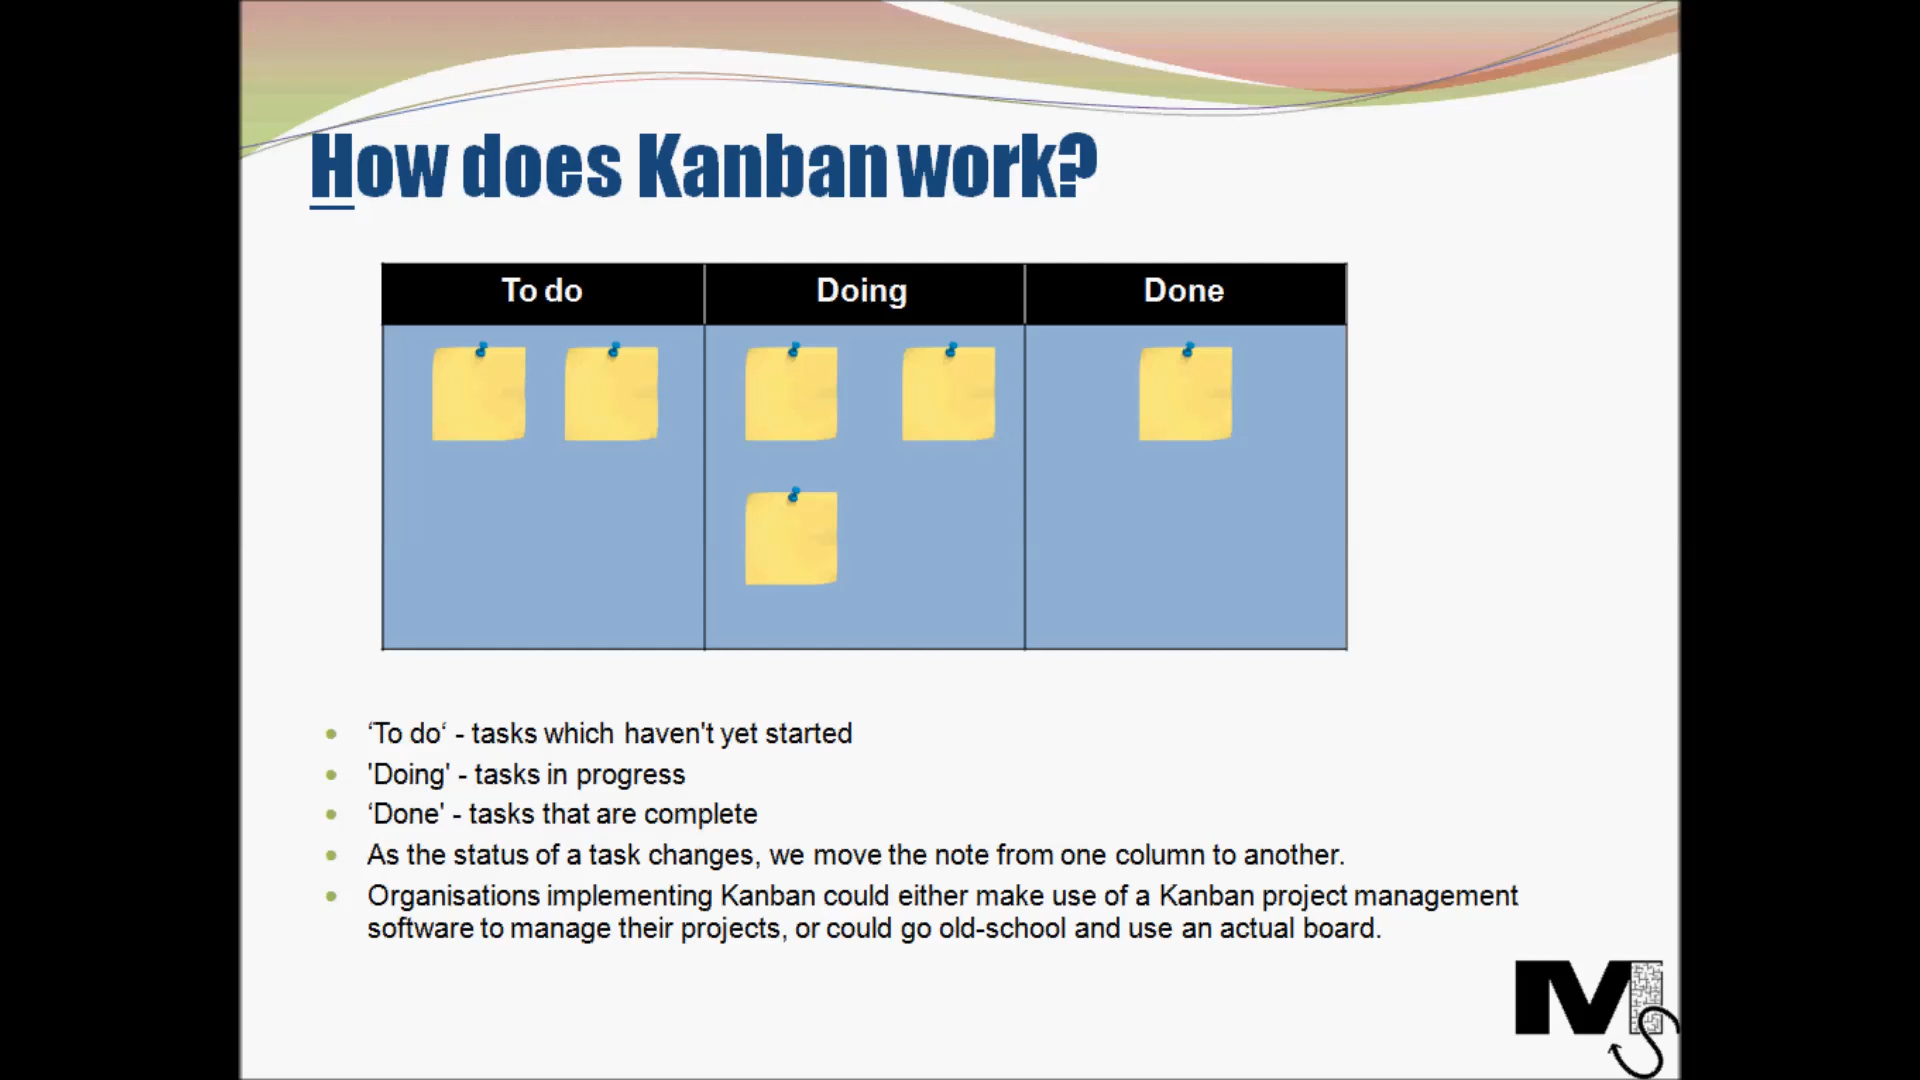 How does Kanban work?
To do
Doing
Done
‘To do‘ - tasks which haven't yet started
'Doing' - tasks in progress
‘Done' - tasks that are complete
As the status of a task changes, we move the note from one column to another.
Organisations implementing Kanban could either make use of a Kanban project management
software to manage their projects, or could go old-school and use an actual board.
M
S